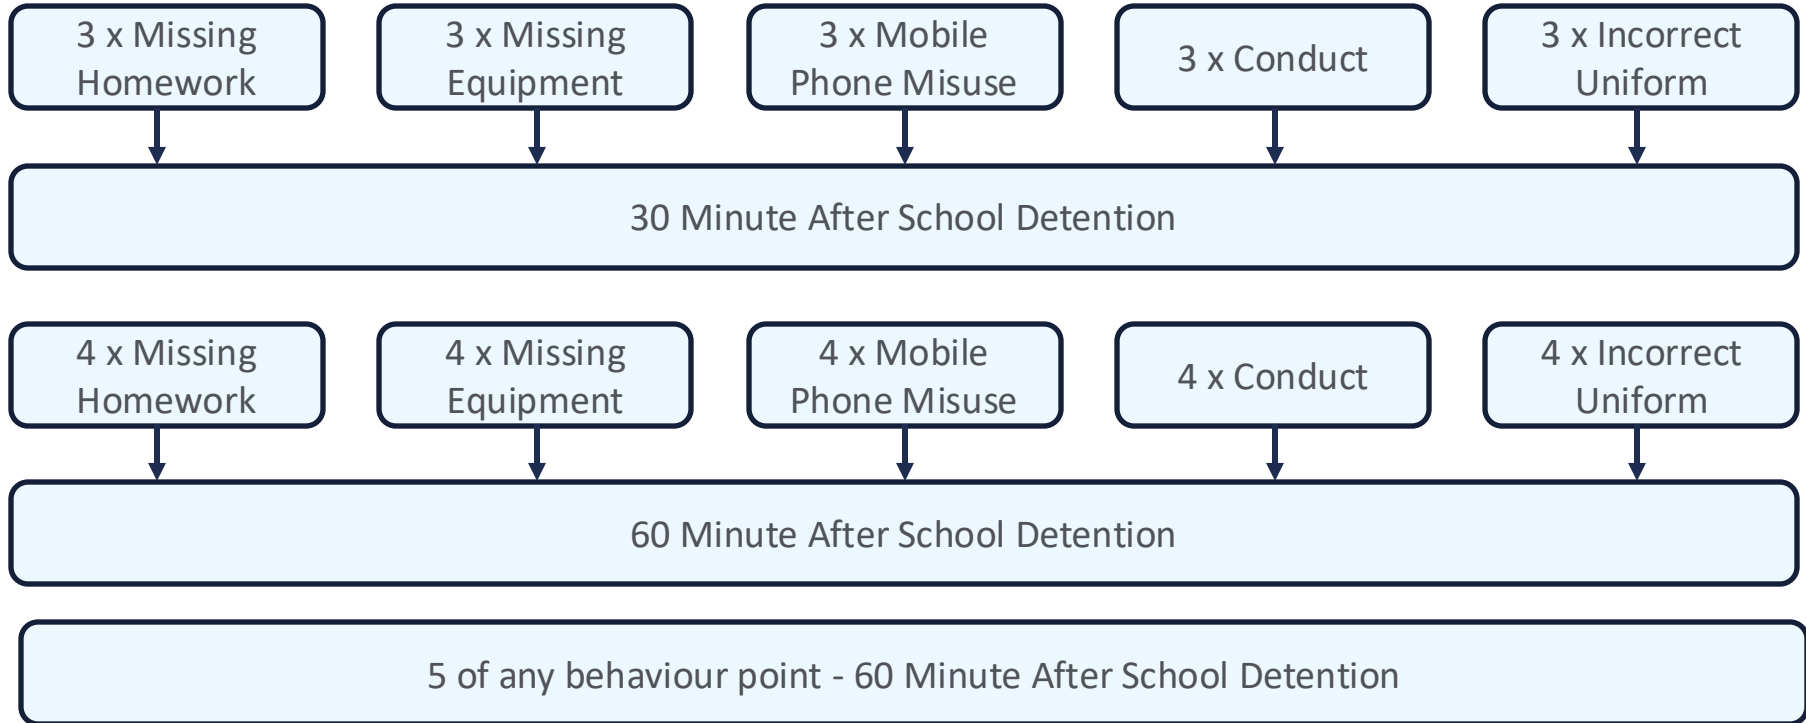 3 x Missing
Homework
3 x Missing
Equipment
3 x Mobile
Phone Misuse
3 x Conduct
3 x Incorrect
Uniform
30 Minute After School Detention
4 x Missing
Homework
4 x Missing
Equipment
4 x Mobile
Phone Misuse
4 x Conduct
4 x Incorrect
Uniform
60 Minute After School Detention
5 of any behaviour point - 60 Minute After School Detention